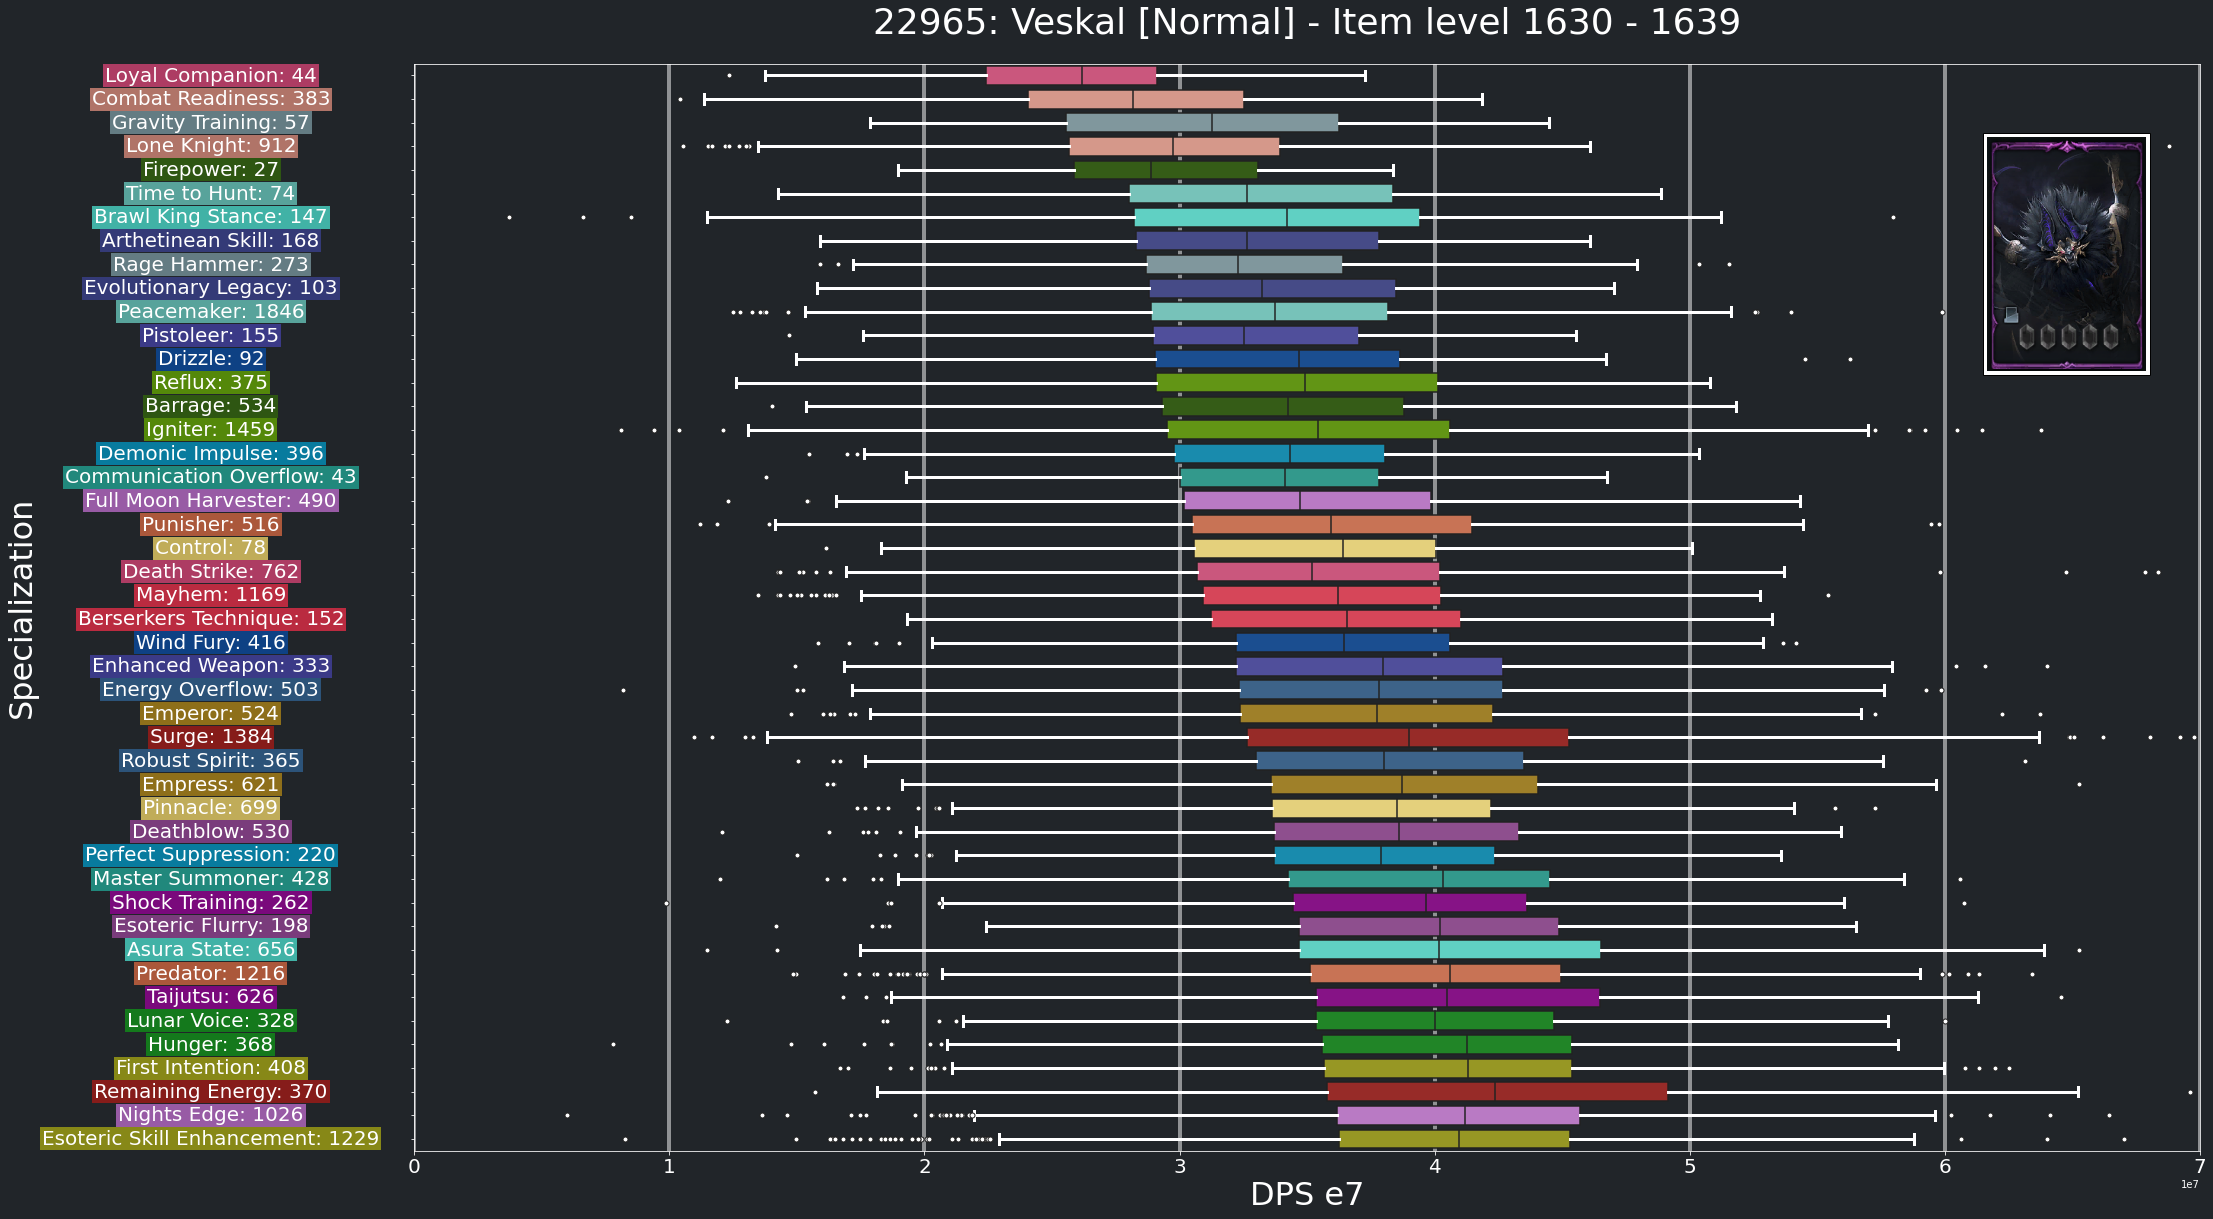 22965: Veskal [Normal] - Item level 1630 - 1639
Loyal Companion: 44
Combat Readiness: 383
Gravity Training: 57
Lone Knight: 912
Firepower: 27
Time to Hunt: 74
Brawl King Stance: 147
Arthetinean Skill: 168
Rage Hammer: 273
Evolutionary Legacy: 103
Peacemaker: 1846
Pistoleer: 155
Drizzle: 92
Reflux: 375
Barrage: 534
Igniter: 1459
Demonic Impulse: 396
Communication Overflow: 43
Full Moon Harvester: 490
Punisher: 516
Control: 78
Death Strike: 762
Mayhem: 1169
Berserkers Technique: 152
Wind Fury: 416
Enhanced Weapon: 333
Energy Overflow: 503
Emperor: 524
Surge: 1384
Robust Spirit: 365
Empress: 621
Pinnacle: 699
Deathblow: 530
Perfect Suppression: 220
Master Summoner: 428
Shock Training: 262
Esoteric Flurry: 198
Asura State: 656
Predator: 1216
Taijutsu: 626
Lunar Voice: 328
Hunger: 368
First Intention: 408
Remaining Energy: 370
Nights Edge: 1026
Esoteric Skill Enhancement: 1229
Specialization
0 1 2 3 4 5 6 7
1e7
DPS e7